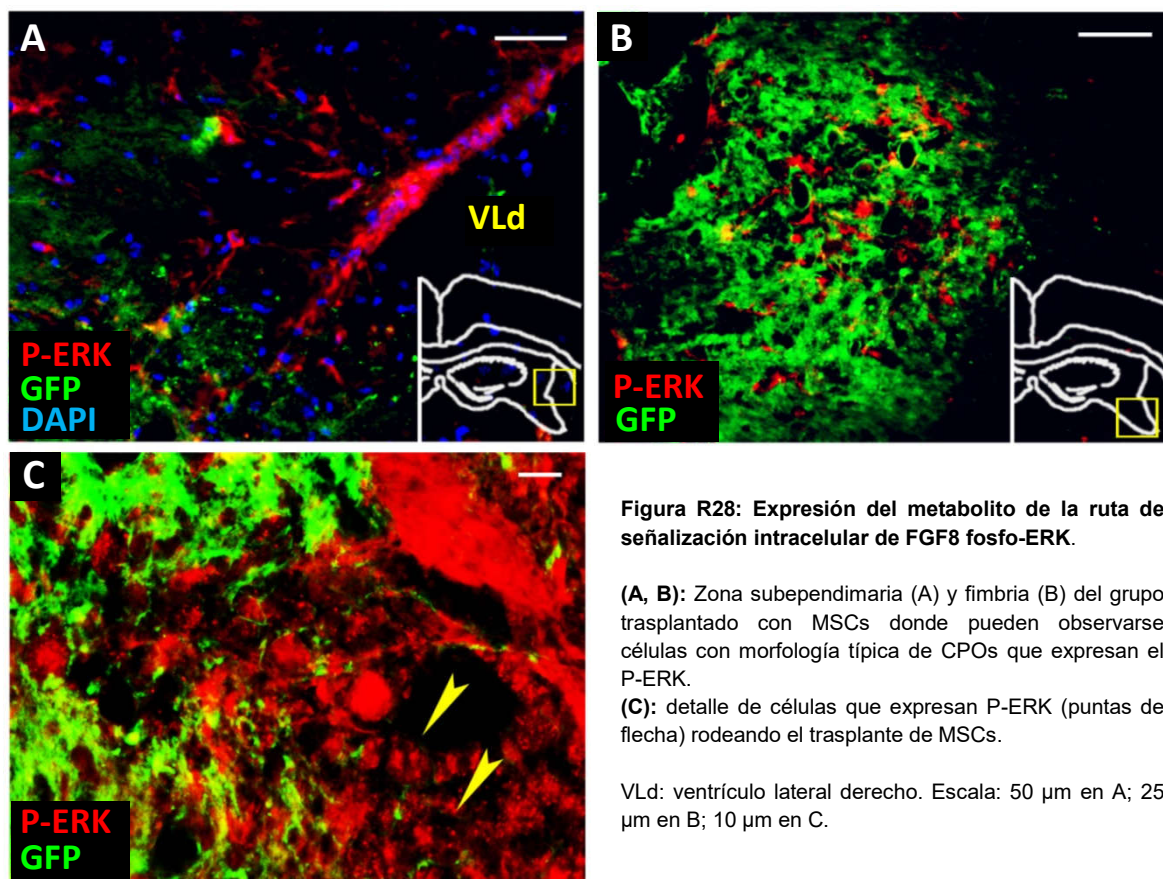 A
VLd
P-ERK
GFP
DAPI
B
P-ERK
GFP
C
P-ERK
GFP
Figura R28: Expresión del metabolito de la ruta de
señalización intracelular de FGF8 fosfo-ERK.
(A, B): Zona subependimaria (A) y fimbria (B) del grupo
trasplantado con MSCs donde pueden observarse
células con morfología típica de CPOs que expresan el
P-ERK.
(C): detalle de células que expresan P-ERK (puntas de
flecha) rodeando el trasplante de MSCs.
VLd: ventrículo lateral derecho. Escala: 50 µm en A; 25
µm en B; 10 µm en C.